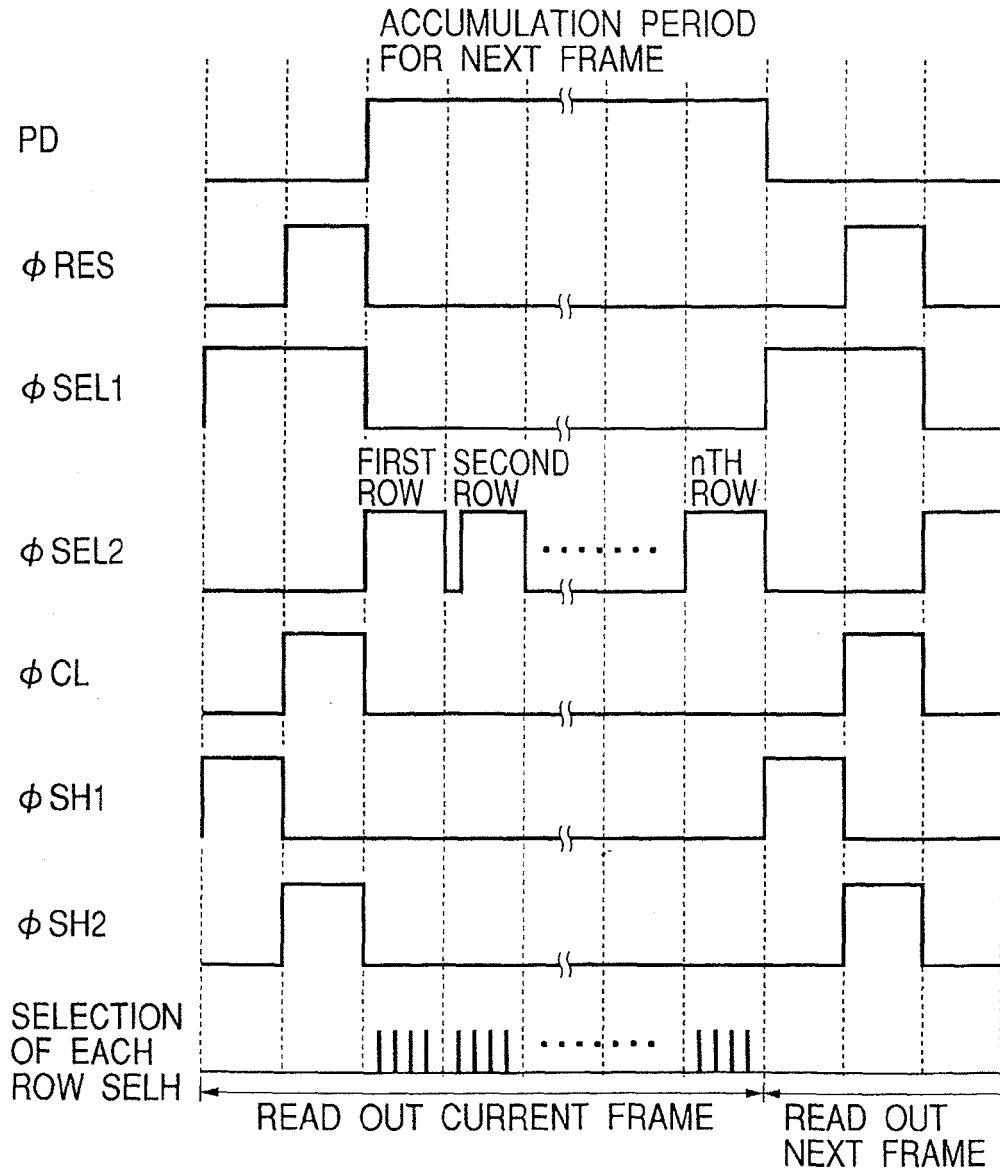 ACCUMULATION PERIOD
FOR NEXT FRAME
PD
ϕ RES
ϕ SEL1
FIRST ROW
SECOND ROW
nTH ROW
ϕ SEL2
ϕ CL
ϕ SH1
ϕ SH2
SELECTION
OF EACH
ROW SELH
READ OUT CURRENT FRAME
READ OUT
NEXT FRAME